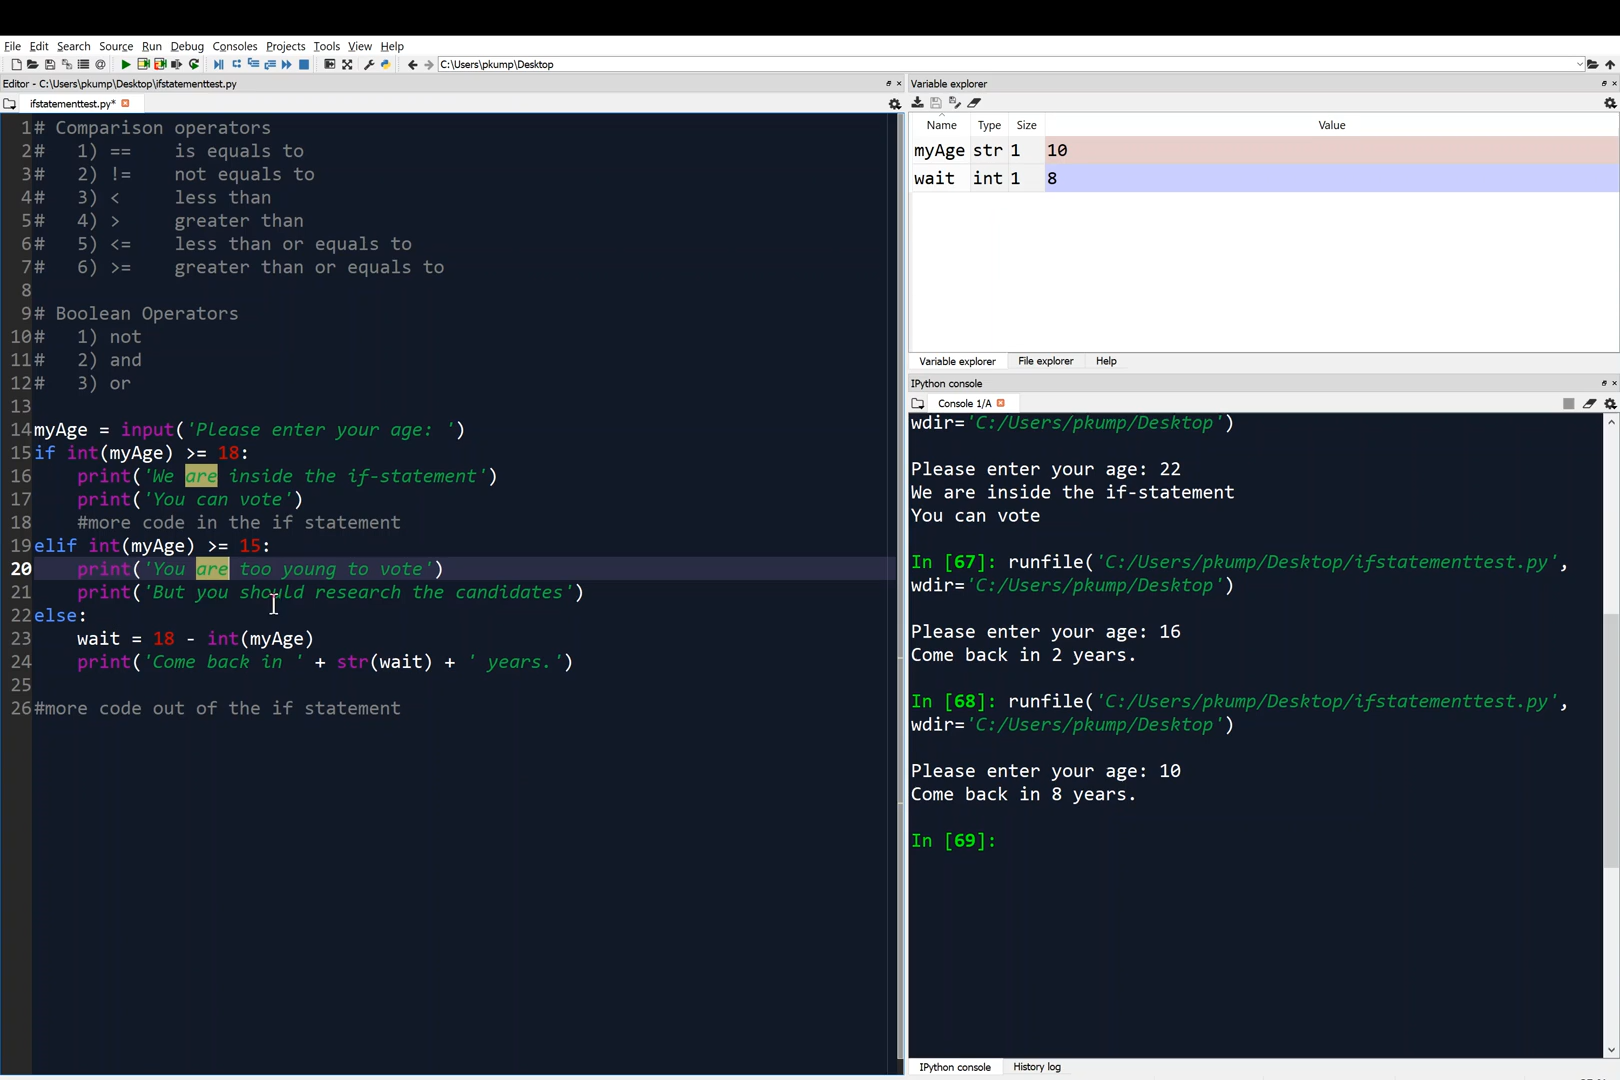 File Edit Search Source Run Debug Consoles Projects Tools View Help
C:\Users\pkump\Desktop
Editor - C:\Users\pkump\Desktop\ifstatementtest.py
ifstatementtest.py*
1# Comparison operators
2#   1) ==    is equals to
3#   2) !=    not equals to
4#   3) <     less than
5#   4) >     greater than
6#   5) <=    less than or equals to
7#   6) >=    greater than or equals to
8
9# Boolean Operators
10#   1) not
11#   2) and
12#   3) or
13
14myAge = input('Please enter your age: ')
15if int(myAge) >= 18:
16    print('We are inside the if-statement')
17    print('You can vote')
18    #more code in the if statement
19elif int(myAge) >= 15:
20    print('You are too young to vote')
21    print('But you should research the candidates')
22else:
23    wait = 18 - int(myAge)
24    print('Come back in ' + str(wait) + ' years.')
25
26#more code out of the if statement
Variable explorer
Name Type Size Value
myAge str 1 10
wait int 1 8
Variable explorer File explorer Help
IPython console
Console 1/A
wdir='C:/Users/pkump/Desktop')
Please enter your age: 22
We are inside the if-statement
You can vote
In [67]: runfile('C:/Users/pkump/Desktop/ifstatementtest.py',
wdir='C:/Users/pkump/Desktop')
Please enter your age: 16
Come back in 2 years.
In [68]: runfile('C:/Users/pkump/Desktop/ifstatementtest.py',
wdir='C:/Users/pkump/Desktop')
Please enter your age: 10
Come back in 8 years.
In [69]:
IPython console History log